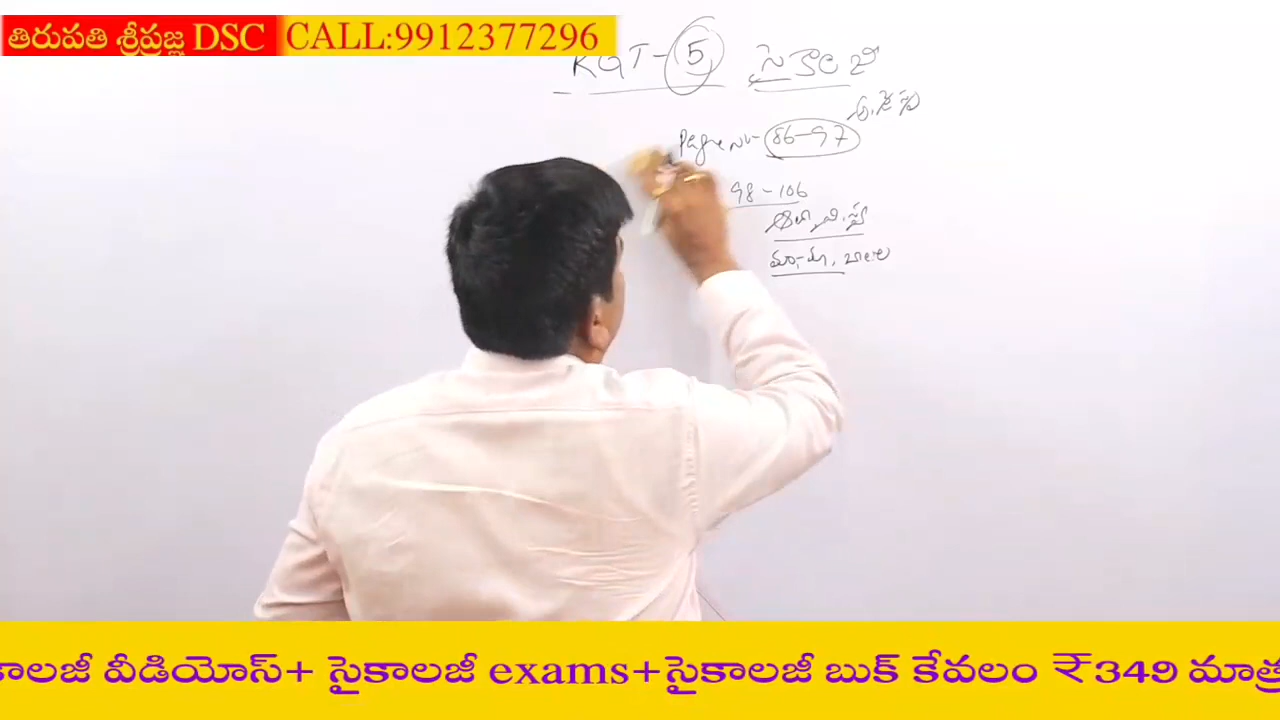 తిరుపతి శ్రీప్రజ్ఞ DSC CALL:9912377296
KGT-5 సైకాలజీ
Page No- 86-97
98-106
కాలజీ వీడియోస్+ సైకాలజీ exams+సైకాలజీ బుక్ కేవలం ₹349 మాత్ర